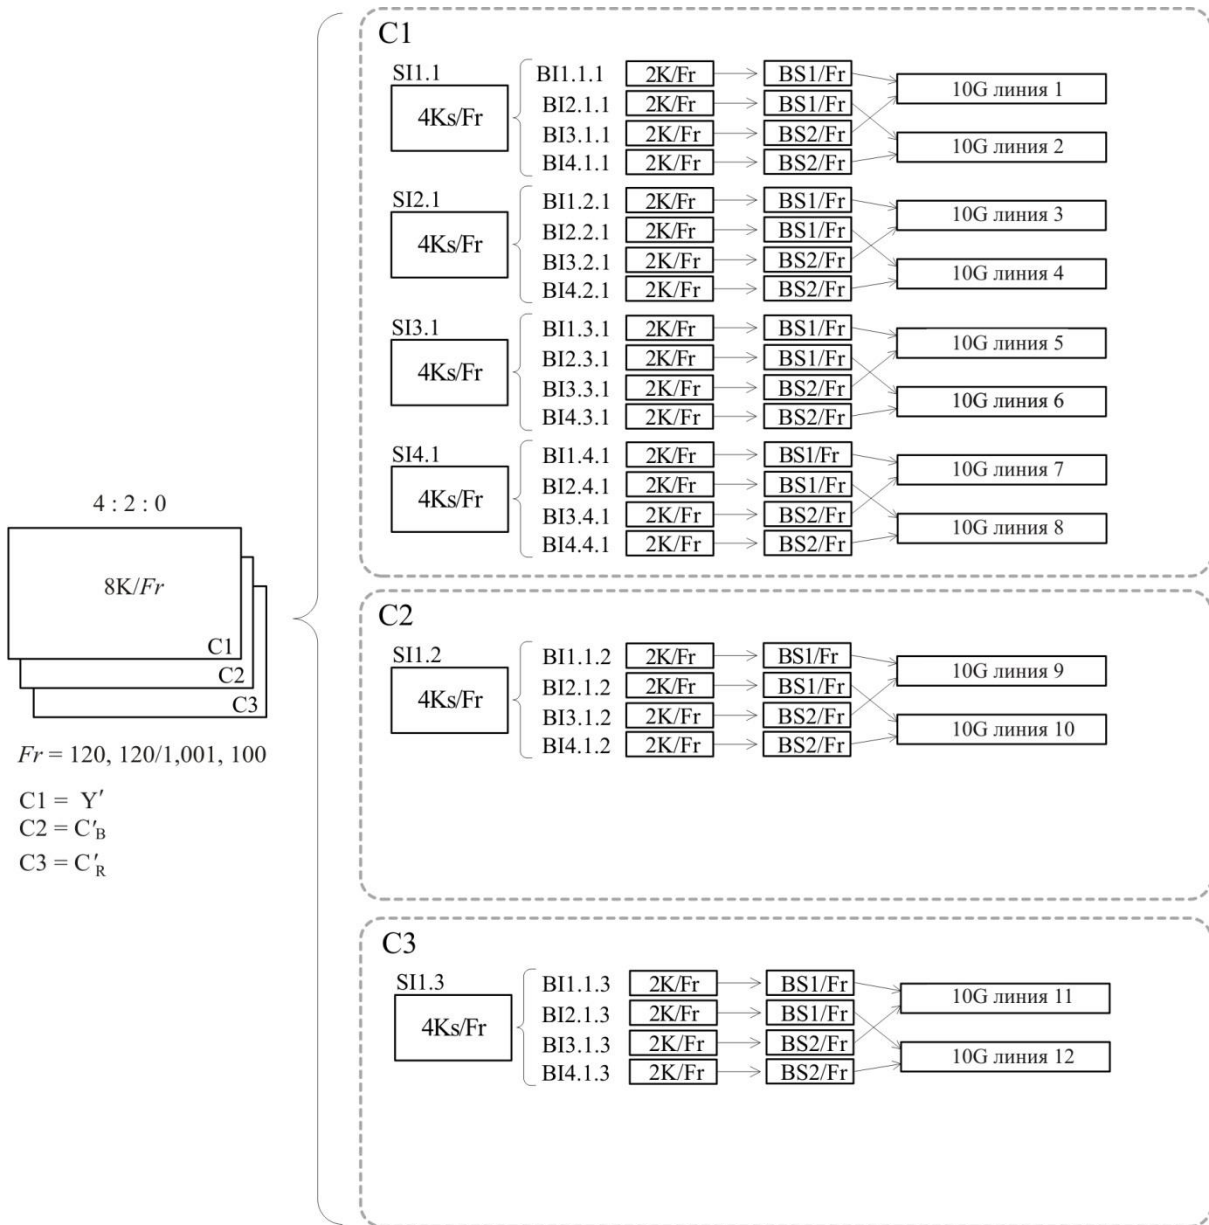 4 : 2 : 0
8K/Fr
C1
C2
C3
Fr = 120, 120/1,001, 100
C1 = Y′
C2 = C′B
C3 = C′R
C1
SI1.1
4Ks/Fr
BI1.1.1 2K/Fr BS1/Fr
BI2.1.1 2K/Fr BS1/Fr
BI3.1.1 2K/Fr BS2/Fr
BI4.1.1 2K/Fr BS2/Fr
10G линия 1
10G линия 2
SI2.1
4Ks/Fr
BI1.2.1 2K/Fr BS1/Fr
BI2.2.1 2K/Fr BS1/Fr
BI3.2.1 2K/Fr BS2/Fr
BI4.2.1 2K/Fr BS2/Fr
10G линия 3
10G линия 4
SI3.1
4Ks/Fr
BI1.3.1 2K/Fr BS1/Fr
BI2.3.1 2K/Fr BS1/Fr
BI3.3.1 2K/Fr BS2/Fr
BI4.3.1 2K/Fr BS2/Fr
10G линия 5
10G линия 6
SI4.1
4Ks/Fr
BI1.4.1 2K/Fr BS1/Fr
BI2.4.1 2K/Fr BS1/Fr
BI3.4.1 2K/Fr BS2/Fr
BI4.4.1 2K/Fr BS2/Fr
10G линия 7
10G линия 8
C2
SI1.2
4Ks/Fr
BI1.1.2 2K/Fr BS1/Fr
BI2.1.2 2K/Fr BS1/Fr
BI3.1.2 2K/Fr BS2/Fr
BI4.1.2 2K/Fr BS2/Fr
10G линия 9
10G линия 10
C3
SI1.3
4Ks/Fr
BI1.1.3 2K/Fr BS1/Fr
BI2.1.3 2K/Fr BS1/Fr
BI3.1.3 2K/Fr BS2/Fr
BI4.1.3 2K/Fr BS2/Fr
10G линия 11
10G линия 12